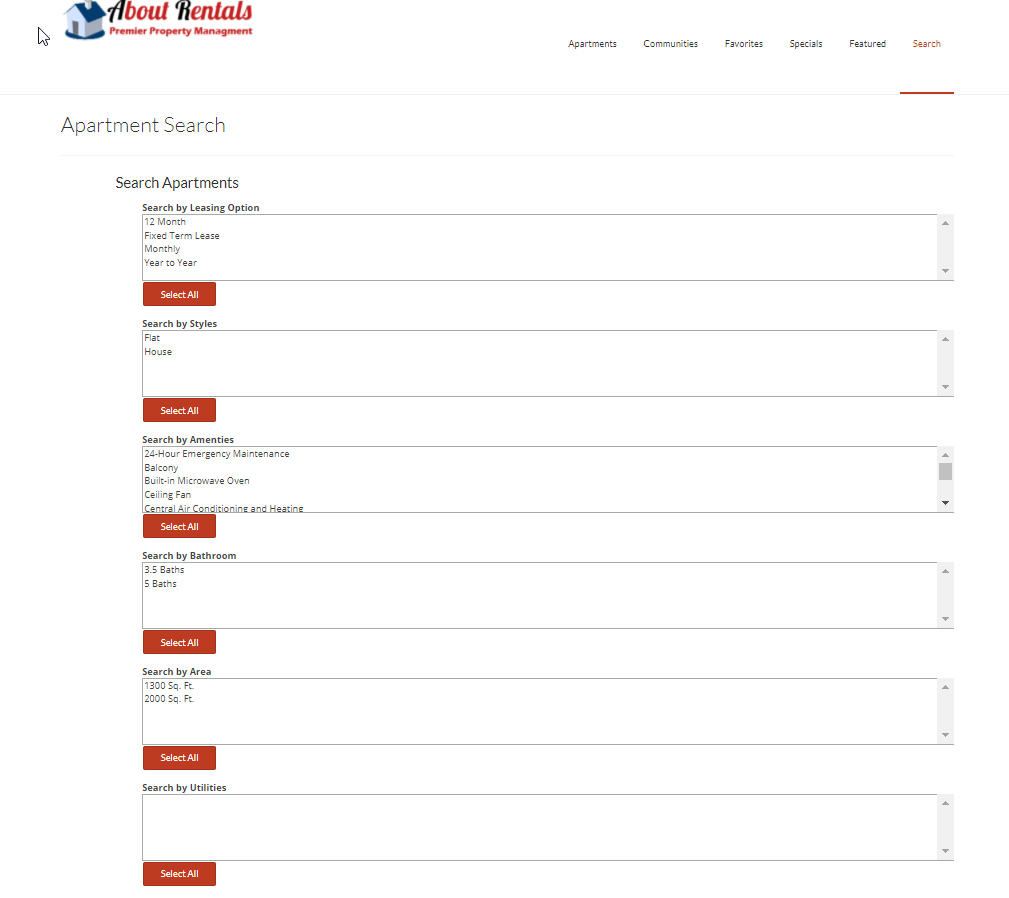 About Rentals
Premier Property Managment
Apartments Communities Favorites Specials Featured Search
Apartment Search
Search Apartments
Search by Leasing Option
12 Month
Fixed Term Lease
Monthly
Year to Year
Select All
Search by Styles
Flat
House
Select All
Search by Amenties
24-Hour Emergency Maintenance
Balcony
Built-in Microwave Oven
Ceiling Fan
Central Air Conditioning and Heating
Select All
Search by Bathroom
3.5 Baths
5 Baths
Select All
Search by Area
1300 Sq. Ft.
2000 Sq. Ft.
Select All
Search by Utilities
Select All